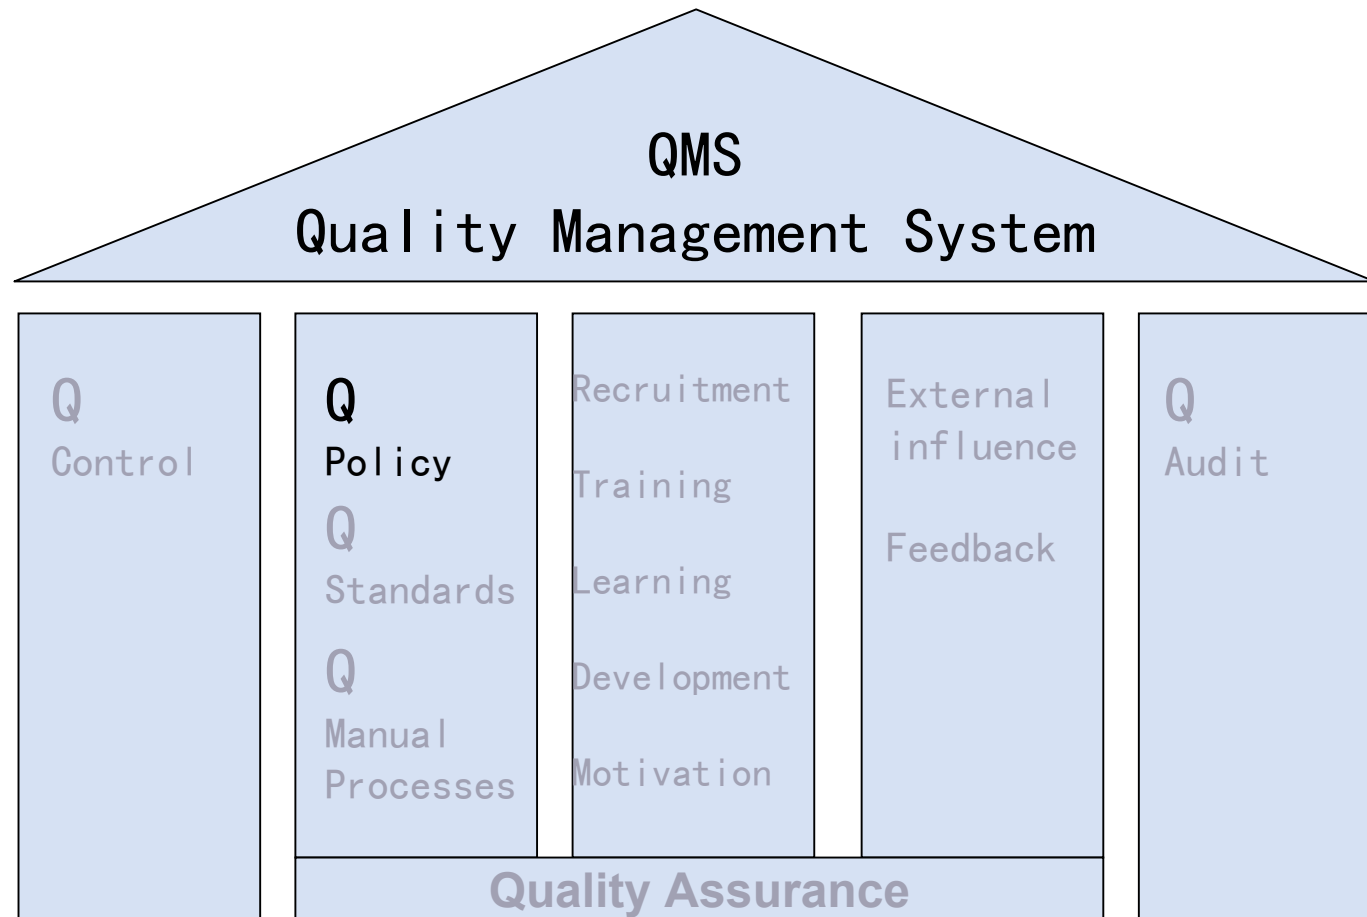 QMS
Quality Management System
Q
Control
Q
Policy
Q
Standards
Q
Manual
Processes
Recruitment
Training
Learning
Development
Motivation
External
influence
Feedback
Q
Audit
Quality Assurance